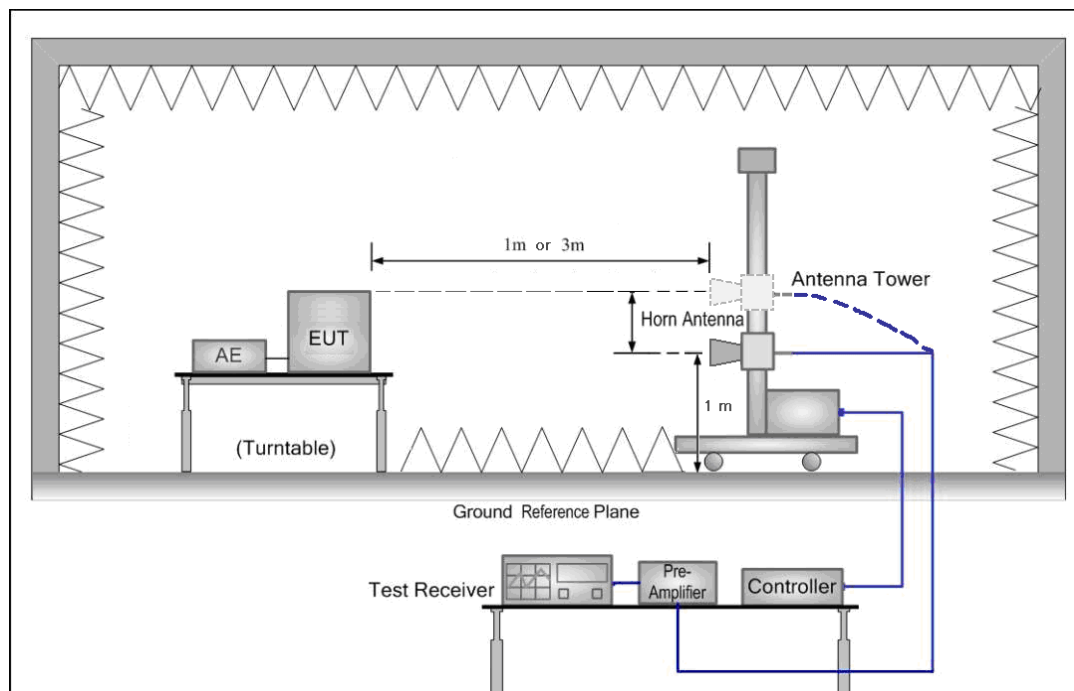 1m or 3m
Antenna Tower
Horn Antenna
EUT
AE
1 m
(Turntable)
Ground Reference Plane
Test Receiver
Pre-
Amplifier
Controller